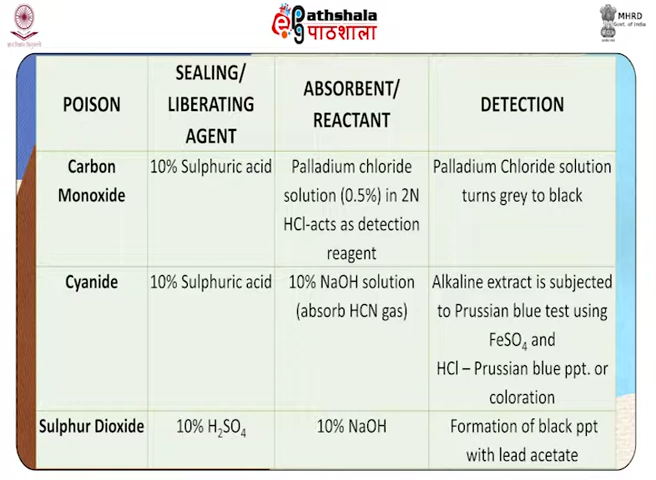 Pathshala
पाठशाला
MHRD
Govt. of India
POISON
SEALING/
LIBERATING
AGENT
ABSORBENT/
REACTANT
DETECTION
Carbon
Monoxide
10% Sulphuric acid
Palladium chloride
solution (0.5%) in 2N
HCl-acts as detection
reagent
Palladium Chloride solution
turns grey to black
Cyanide
10% Sulphuric acid
10% NaOH solution
(absorb HCN gas)
Alkaline extract is subjected
to Prussian blue test using
FeSO₄ and
HCl – Prussian blue ppt. or
coloration
Sulphur Dioxide
10% H₂SO₄
10% NaOH
Formation of black ppt
with lead acetate